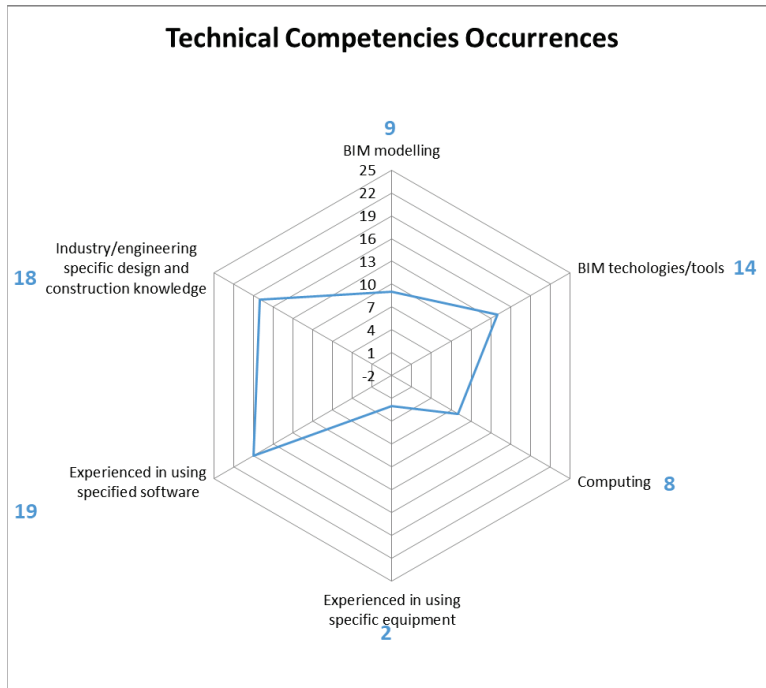 Technical Competencies Occurrences
9
BIM modelling
25
22
19
16
13
10
7
4
1
-2
BIM techologies/tools 14
Computing 8
Experienced in using
specific equipment
2
Experienced in using
specified software
19
Industry/engineering
specific design and
construction knowledge
18